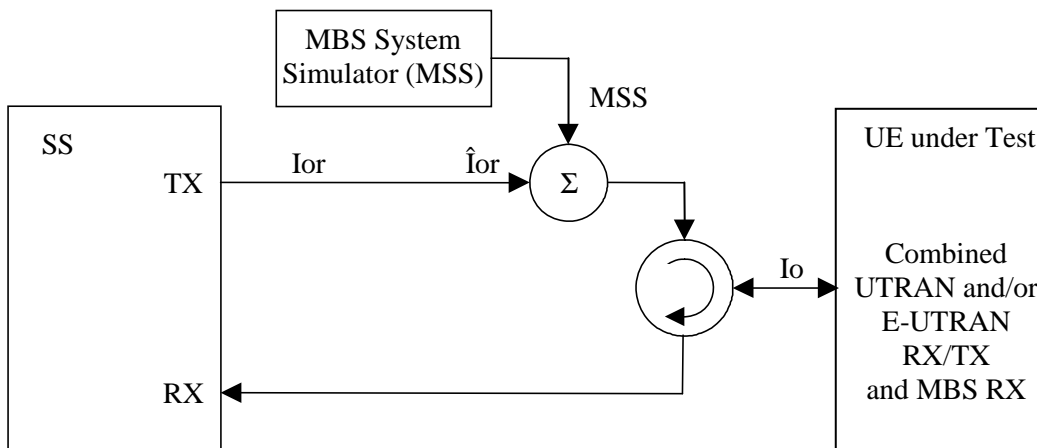 MBS System
Simulator (MSS)
MSS
SS
TX
Ior
Îor
Σ
UE under Test
Io
Combined
UTRAN and/or
E-UTRAN
RX/TX
and MBS RX
RX